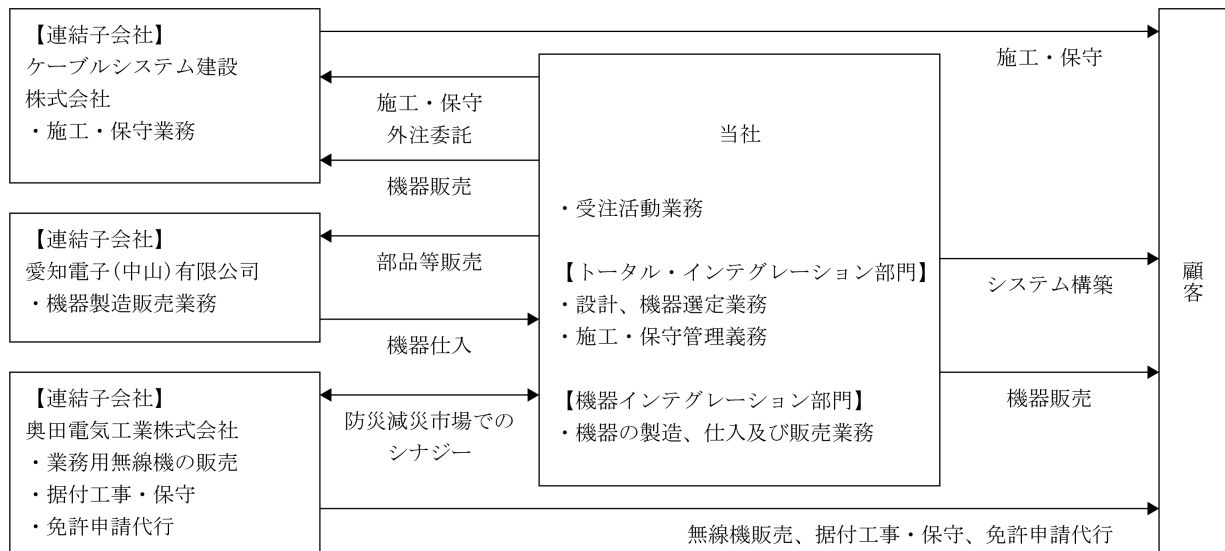 【連結子会社】
ケーブルシステム建設
株式会社
・施工・保守業務
施工・保守
外注委託
機器販売
施工・保守
【連結子会社】
愛知電子(中山)有限公司
・機器製造販売業務
部品等販売
機器仕入
【連結子会社】
奥田電気工業株式会社
・業務用無線機の販売
・据付工事・保守
・免許申請代行
防災減災市場での
シナジー
当社
・受注活動業務
【トータル・インテグレーション部門】
・設計、機器選定業務
・施工・保守管理義務
【機器インテグレーション部門】
・機器の製造、仕入及び販売業務
システム構築
機器販売
無線機販売、据付工事・保守、免許申請代行
顧客